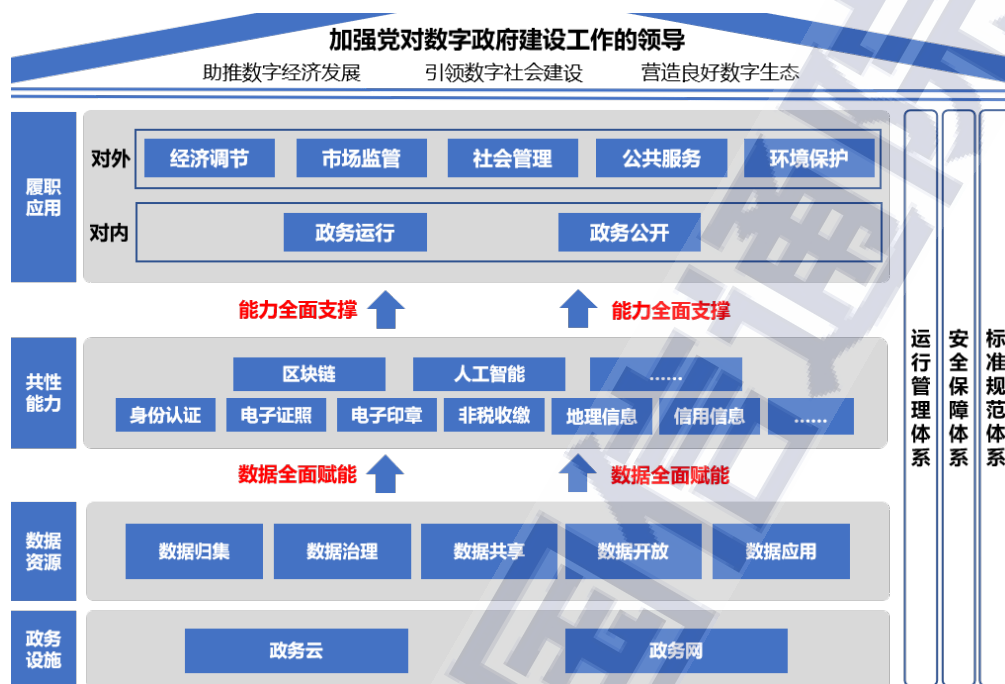 加强党对数字政府建设工作的领导
助推数字经济发展 引领数字社会建设 营造良好数字生态
履职
应用
对外 经济调节 市场监管 社会管理 公共服务 环境保护
对内 政务运行 政务公开
能力全面支撑 能力全面支撑
共性
能力
区块链 人工智能 ......
身份认证 电子证照 电子印章 非税收缴 地理信息 信用信息 ......
数据全面赋能 数据全面赋能
数据
资源
数据归集 数据治理 数据共享 数据开放 数据应用
政务
设施
政务云 政务网
运行管理体系
安全保障体系
标准规范体系